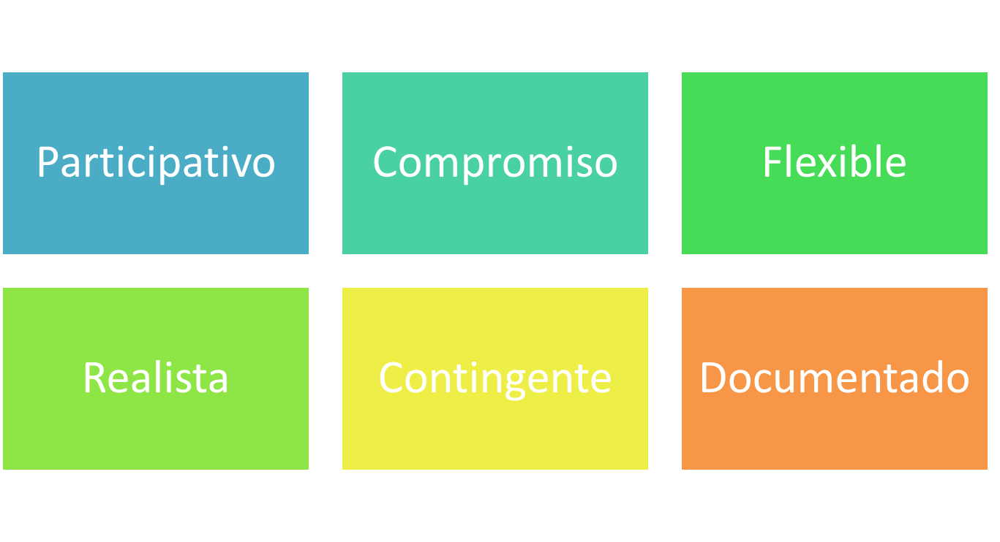 Participativo
Compromiso
Flexible
Realista
Contingente
Documentado